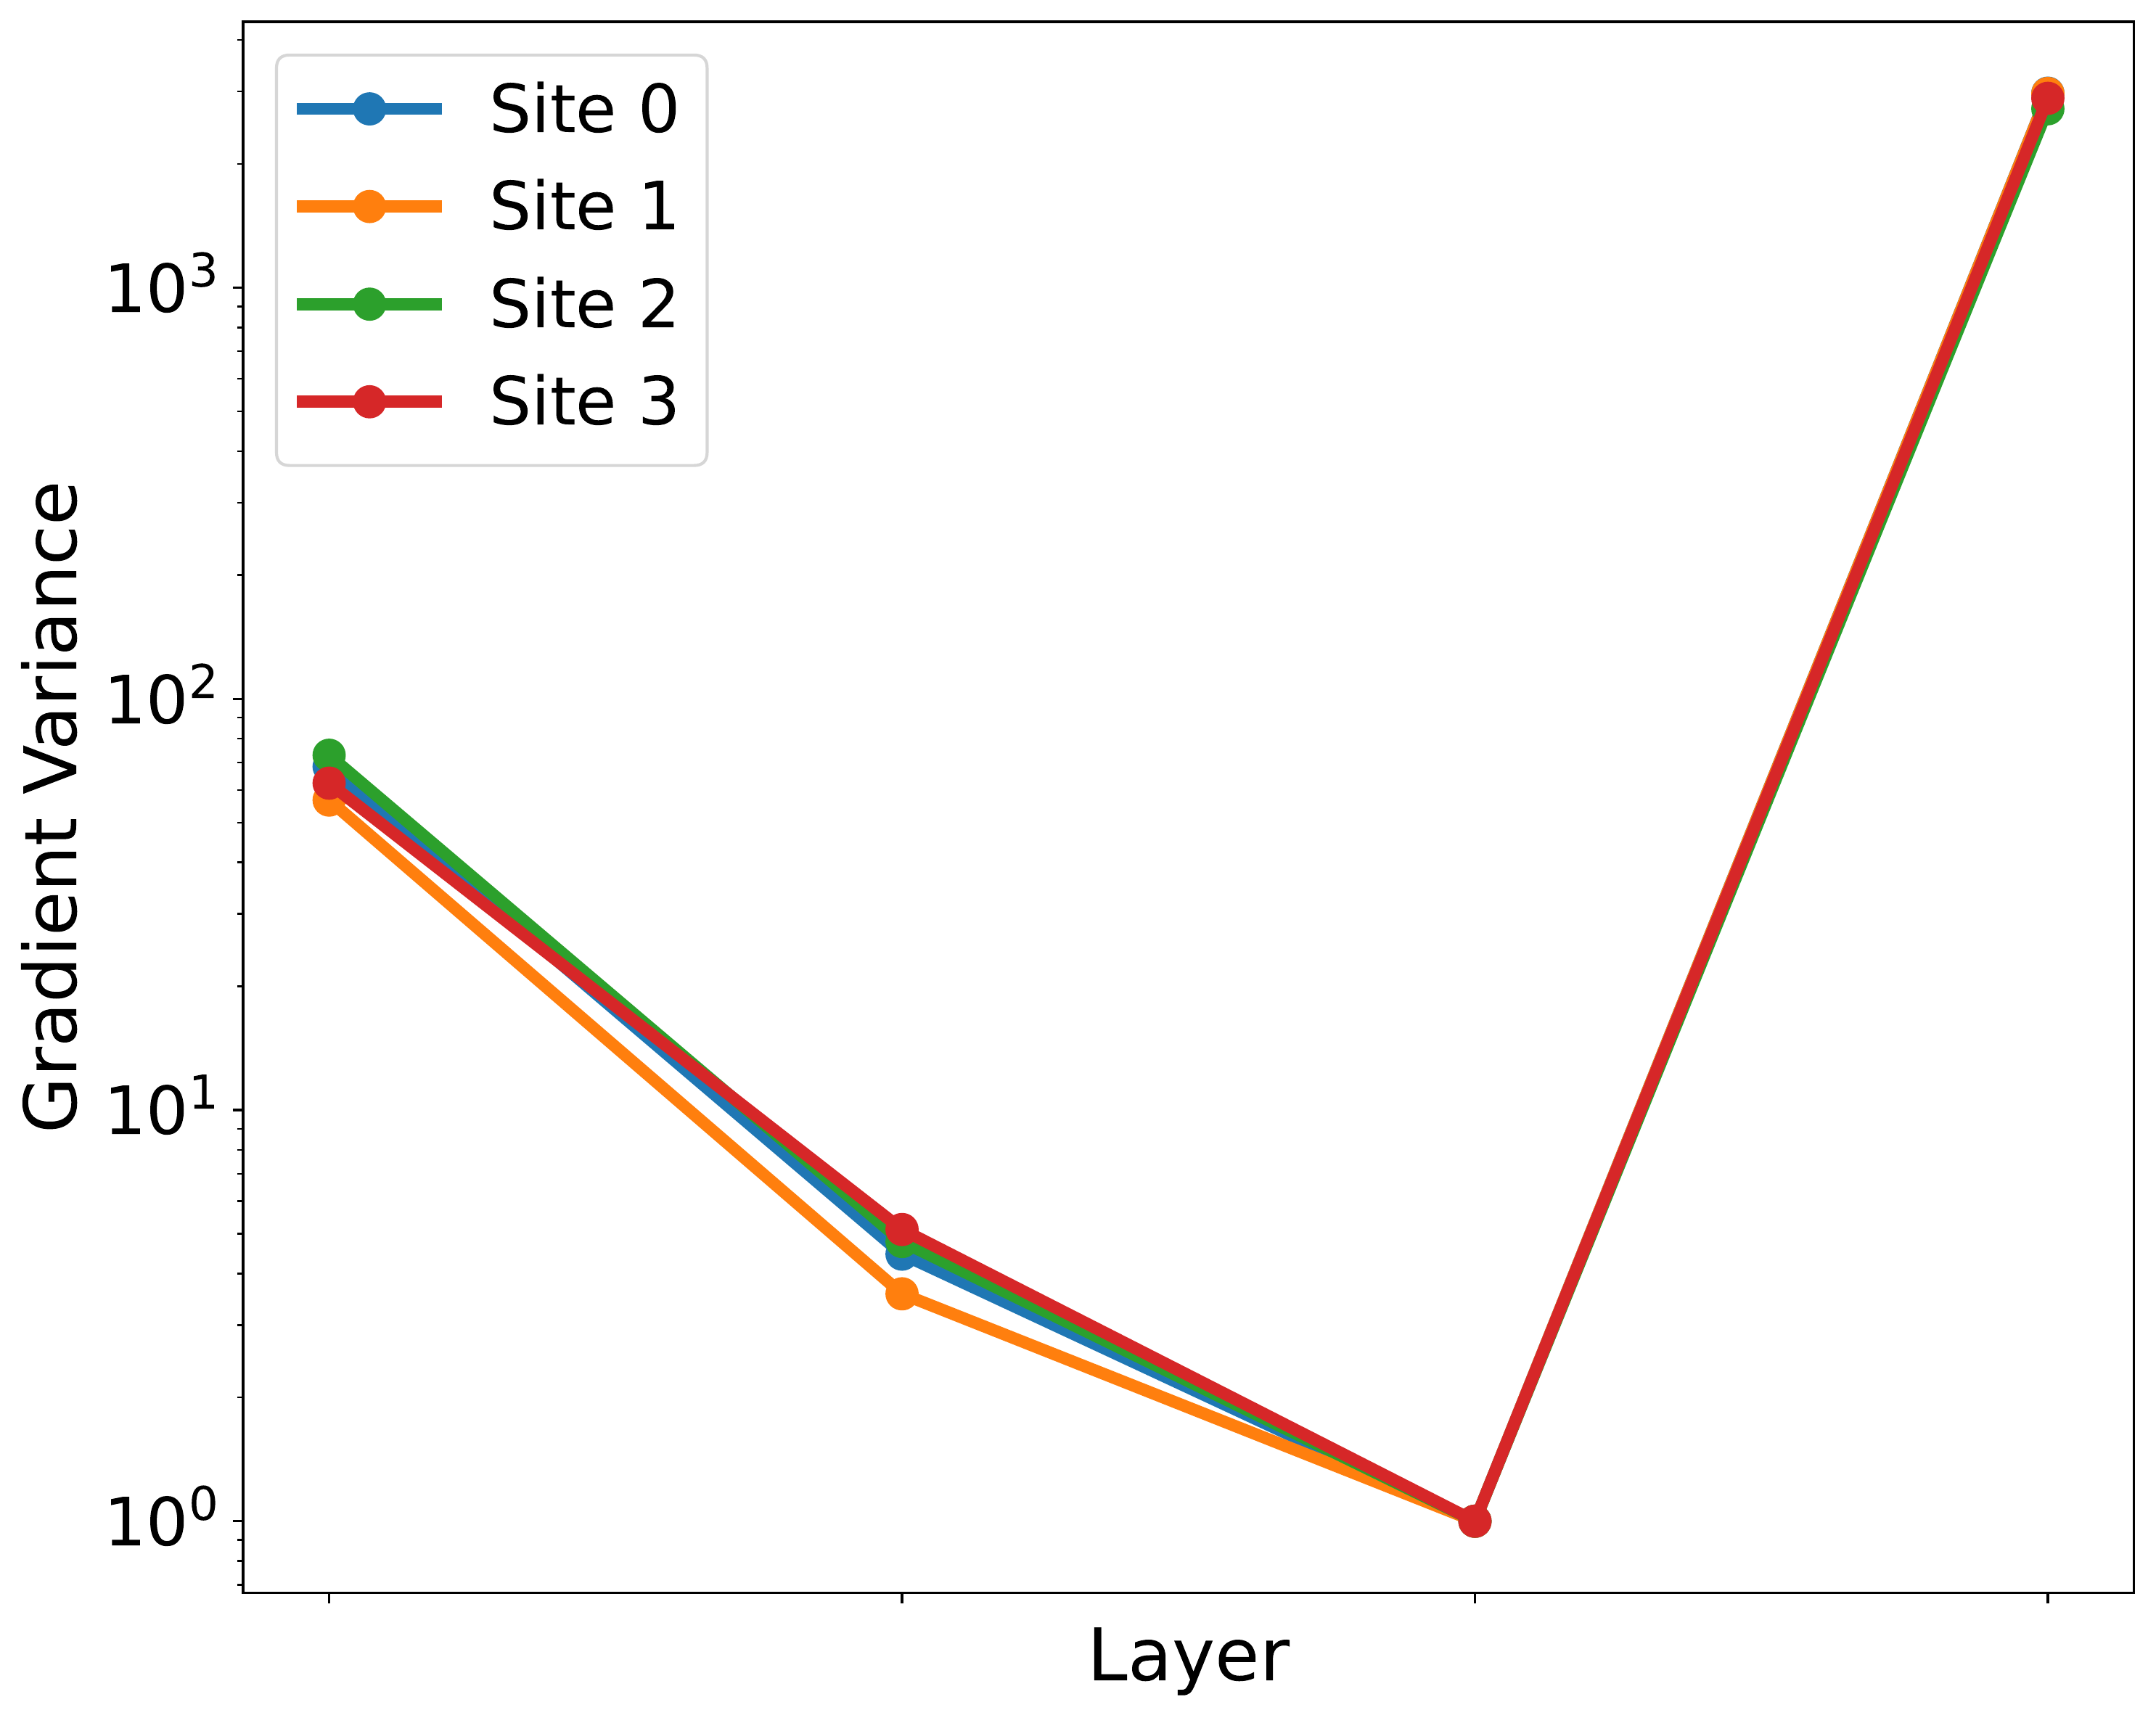 Site 0
Site 1
Site 2
Site 3
Gradient Variance
10³
10²
10¹
10⁰
Layer